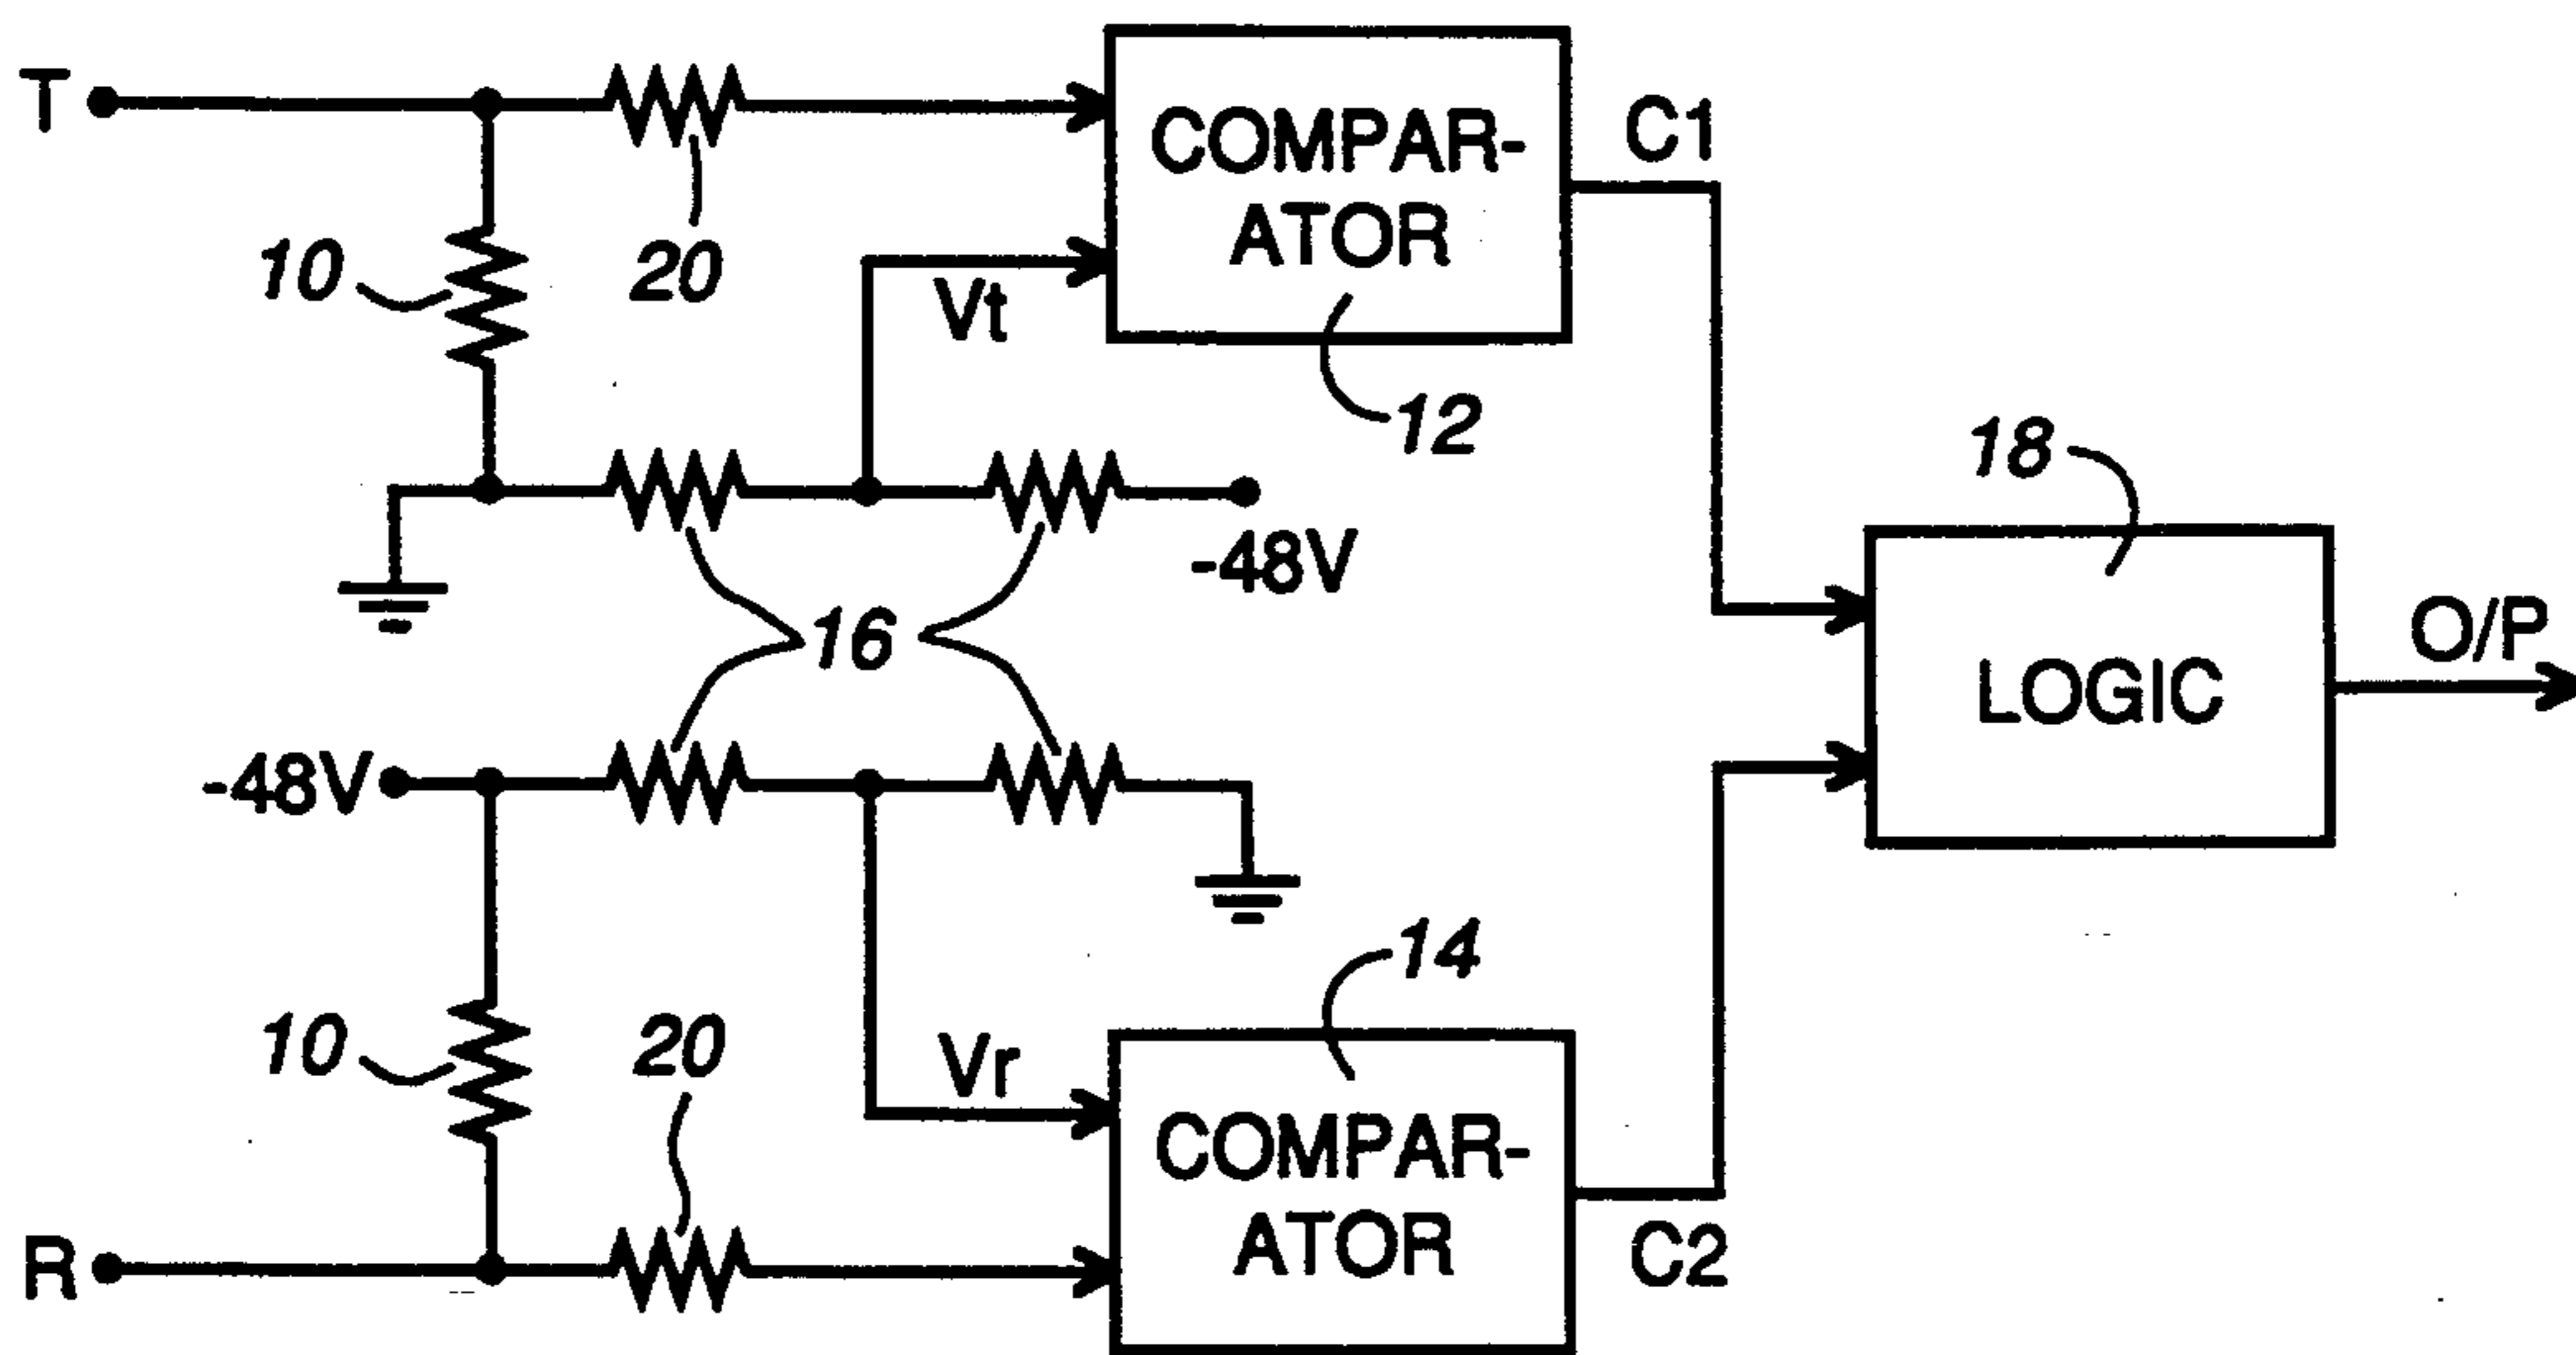 T
COMPAR-
ATOR
C1
10
20
Vt
12
18
-48V
16
LOGIC
O/P
-48V
14
10
20
Vr
COMPAR-
ATOR
R
C2